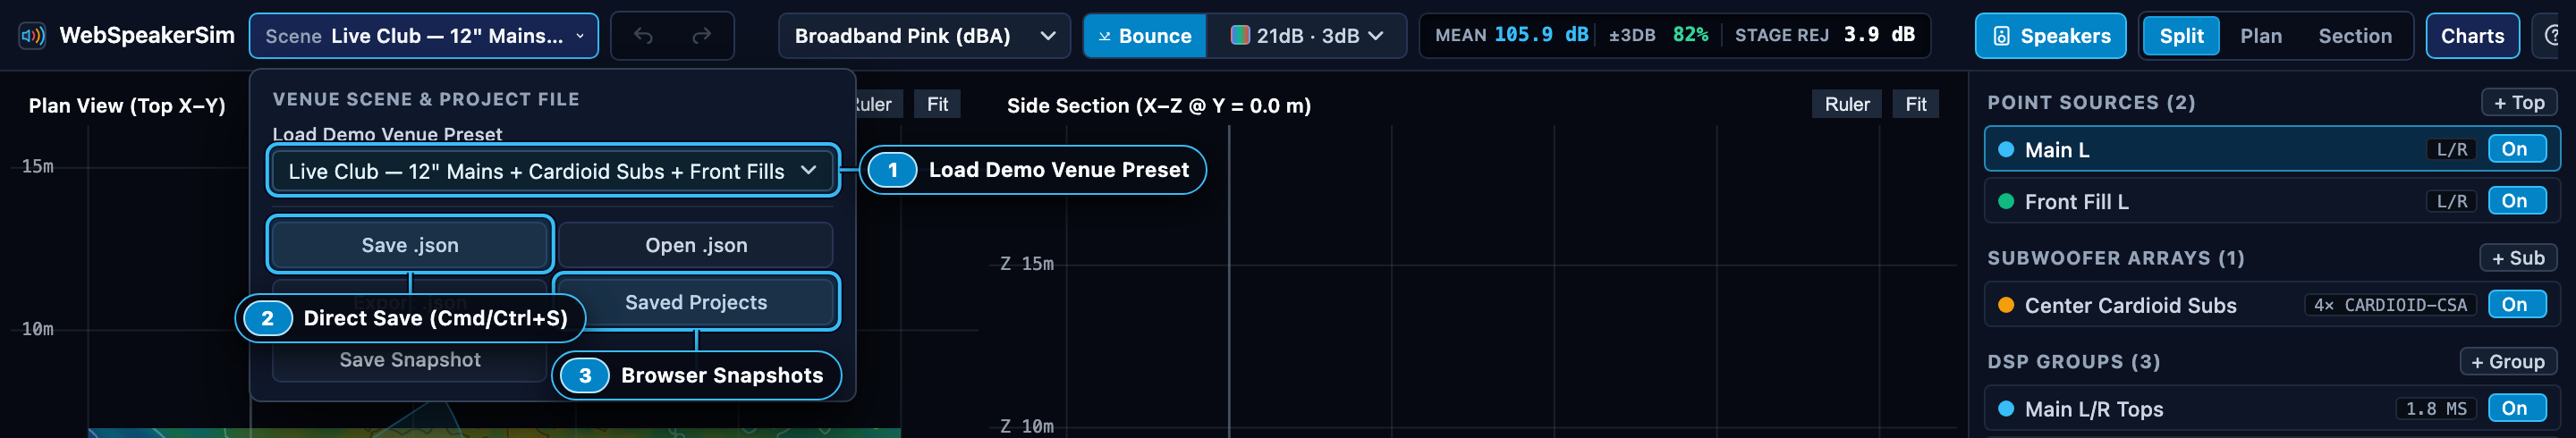 WebSpeakerSim
Scene Live Club — 12" Mains...
Broadband Pink (dBA)
Bounce
21dB · 3dB
MEAN 105.9 dB
±3DB 82%
STAGE REJ 3.9 dB
Speakers
Split
Plan
Section
Charts
Plan View (Top X–Y)
Ruler
Fit
VENUE SCENE & PROJECT FILE
Load Demo Venue Preset
Live Club — 12" Mains + Cardioid Subs + Front Fills
1 Load Demo Venue Preset
Save .json
Open .json
Export .json
Saved Projects
2 Direct Save (Cmd/Ctrl+S)
Save Snapshot
3 Browser Snapshots
15m
10m
Side Section (X–Z @ Y = 0.0 m)
Ruler
Fit
Z 15m
Z 10m
POINT SOURCES (2)
+ Top
Main L
L/R
On
Front Fill L
L/R
On
SUBWOOFER ARRAYS (1)
+ Sub
Center Cardioid Subs
4× CARDIOID-CSA
On
DSP GROUPS (3)
+ Group
Main L/R Tops
1.8 MS
On